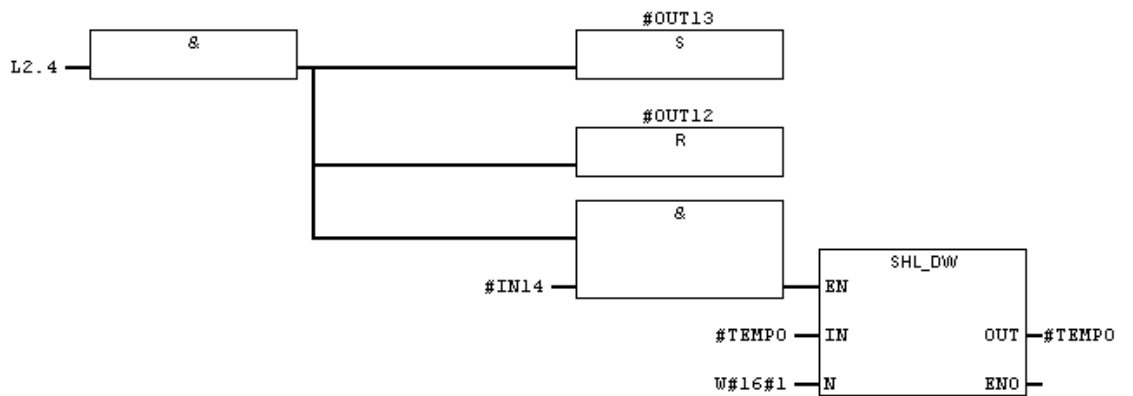 #OUT13
&
S
L2.4
#OUT12
R
&
SHL_DW
#IN14
EN
#TEMP0
IN
OUT
#TEMP0
W#16#1
N
ENO